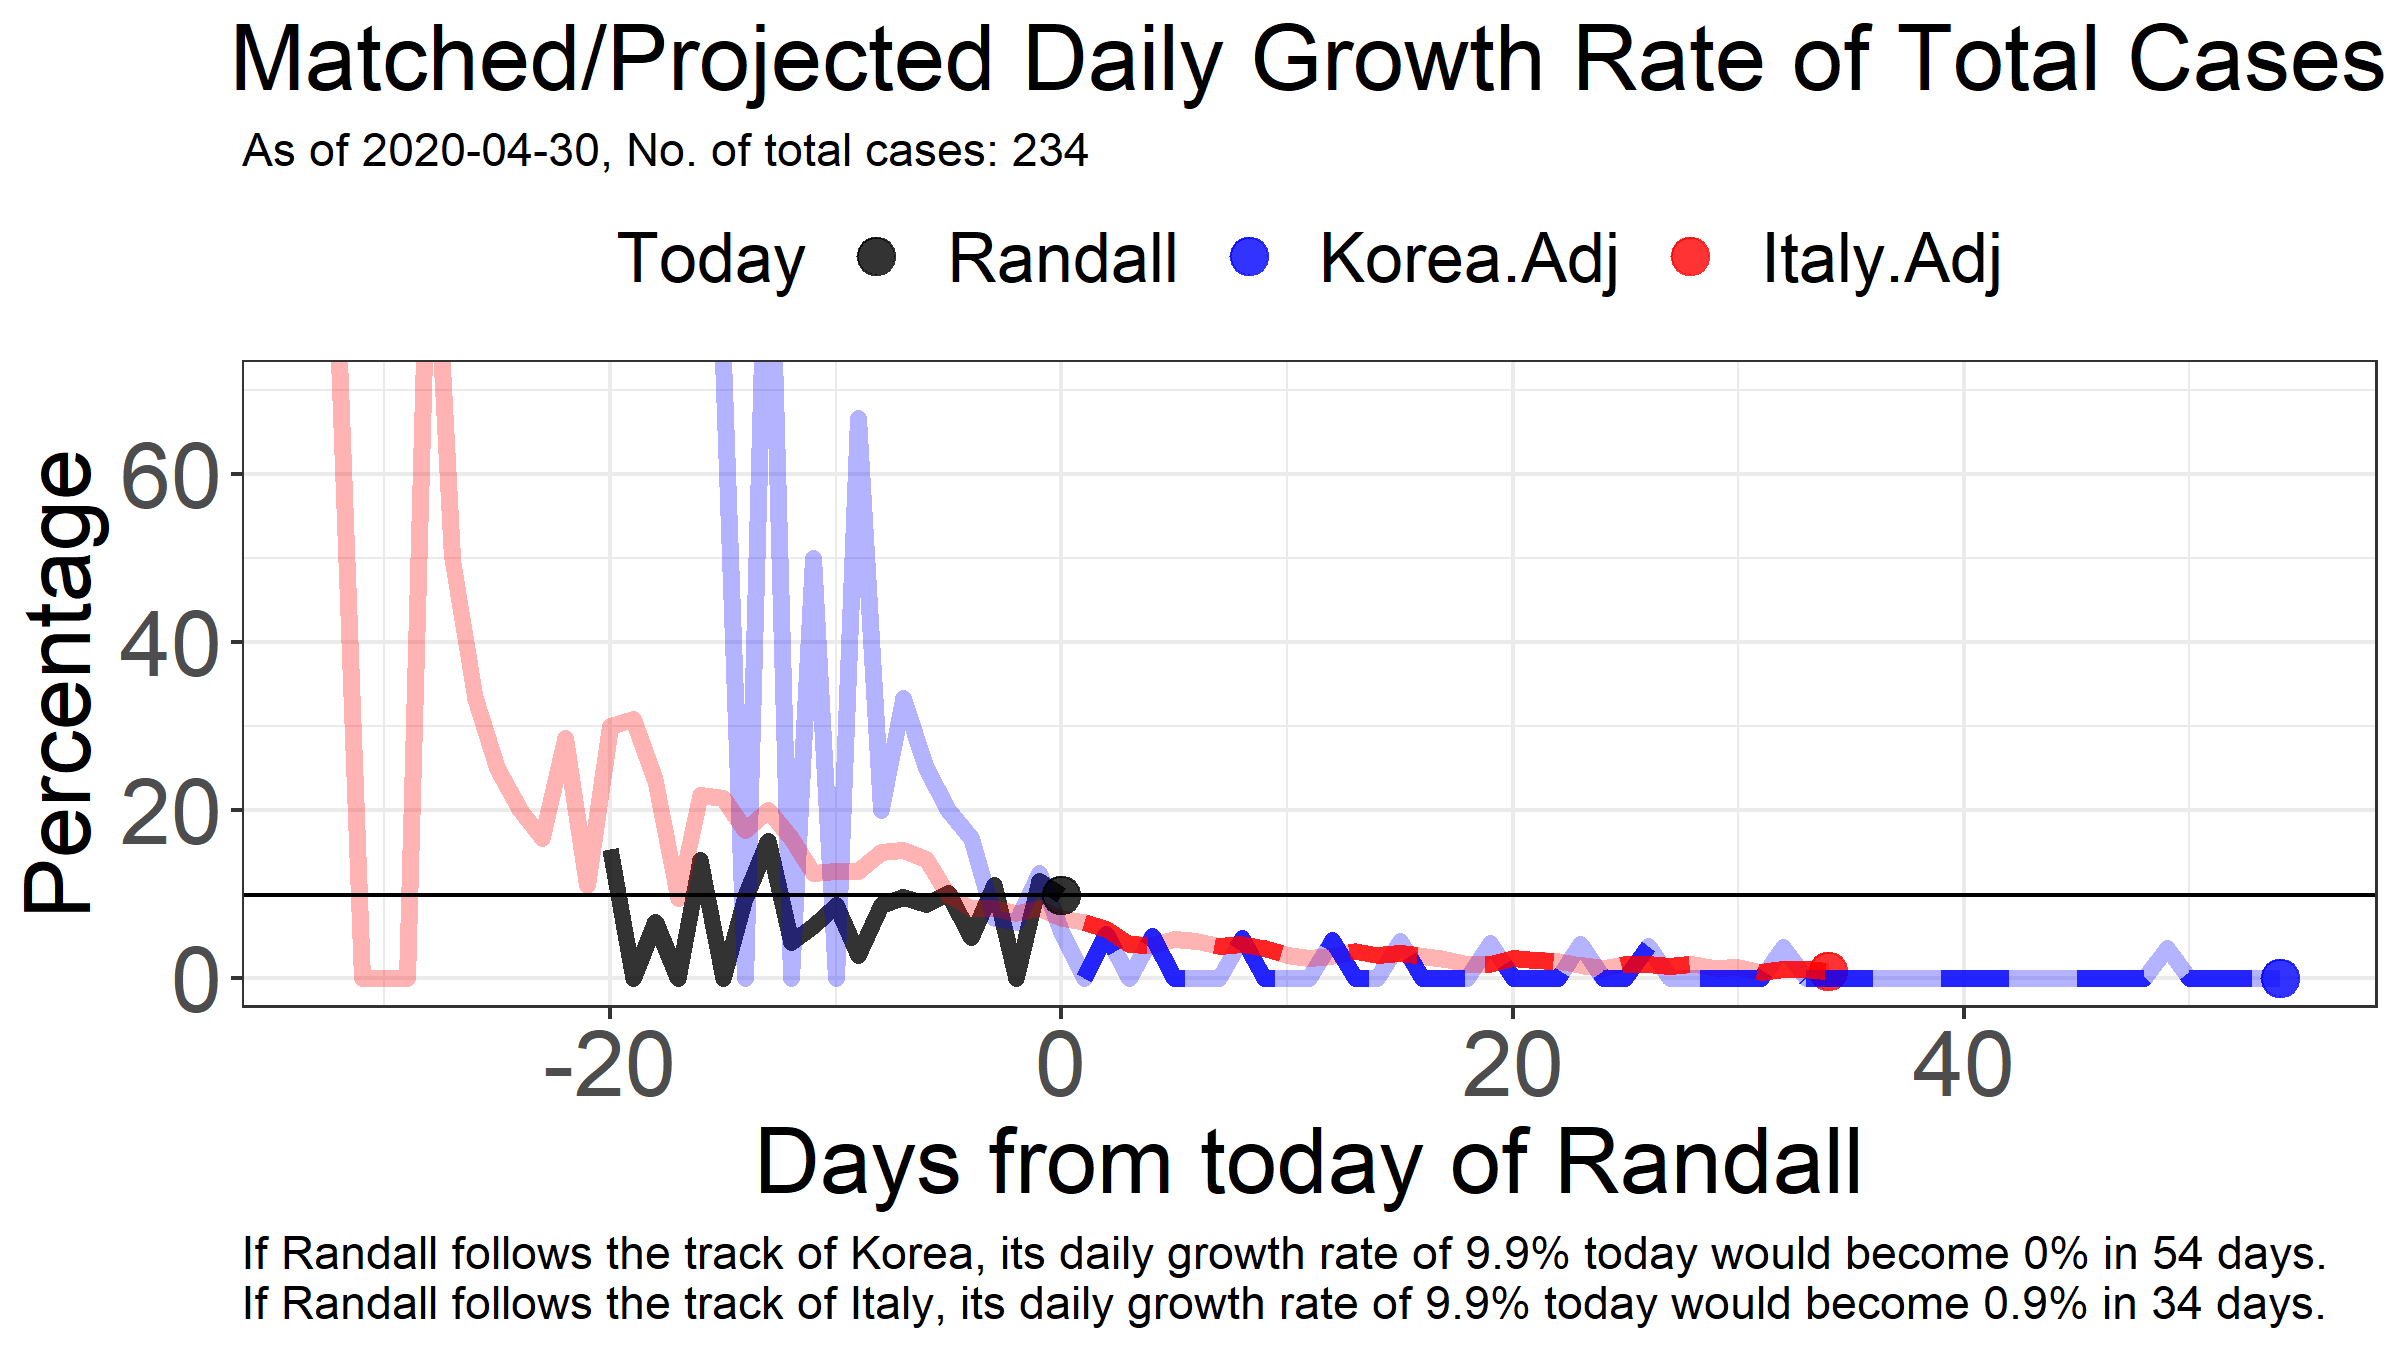 Matched/Projected Daily Growth Rate of Total Cases
As of 2020-04-30, No. of total cases: 234
Today Randall Korea.Adj Italy.Adj
Percentage
60
40
20
0
-20 0 20 40
Days from today of Randall
If Randall follows the track of Korea, its daily growth rate of 9.9% today would become 0% in 54 days.
If Randall follows the track of Italy, its daily growth rate of 9.9% today would become 0.9% in 34 days.